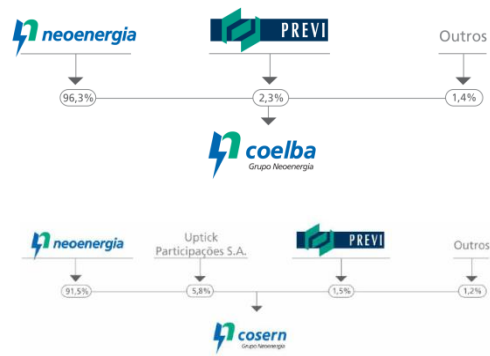 neoenergia
PREVI
Outros
96,3%
2,3%
1,4%
coelba
Grupo Neoenergia
neoenergia
Uptick
Participações S.A.
PREVI
Outros
91,5%
5,8%
1,5%
1,2%
cosern
Grupo Neoenergia